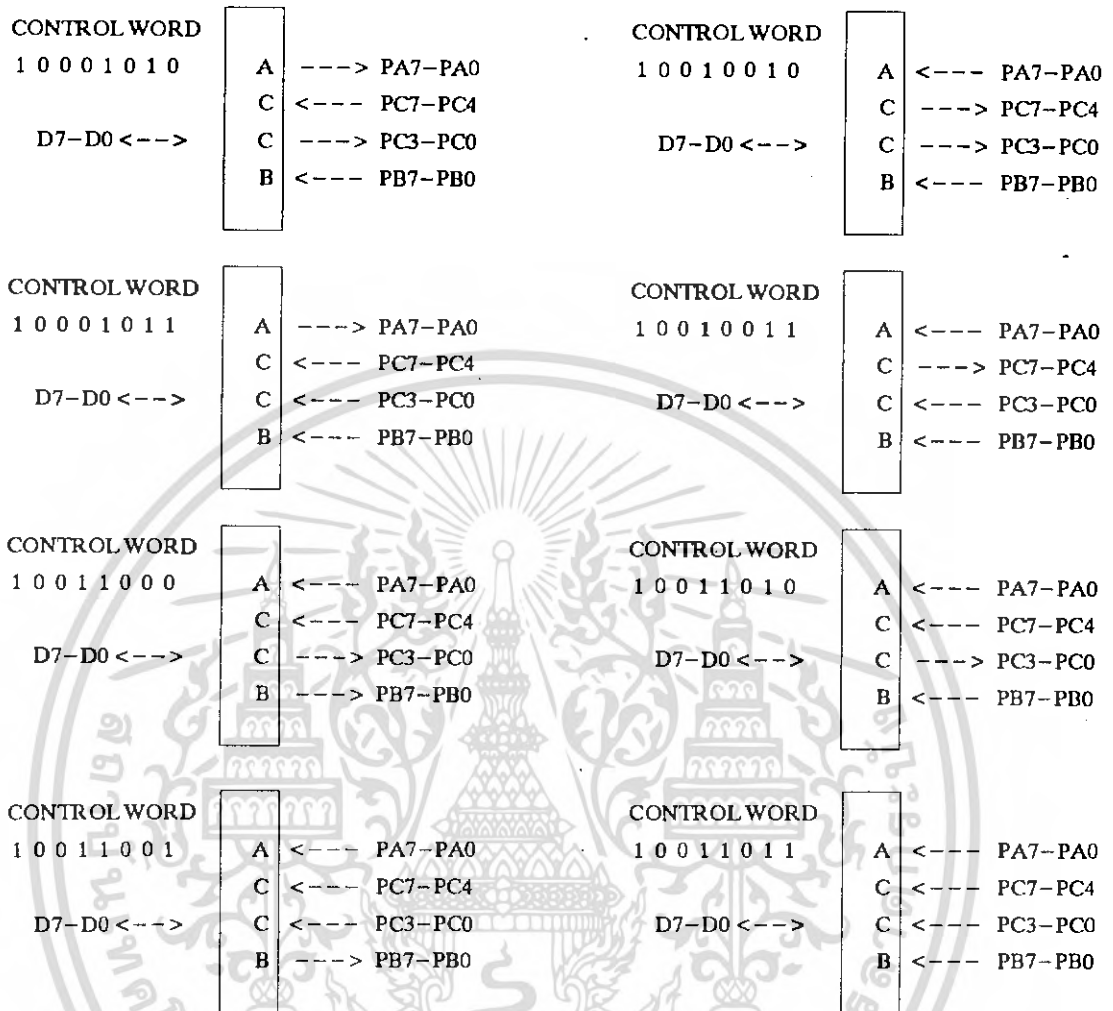 CONTROL WORD
1 0 0 0 1 0 1 0
D7-D0 <--->
A ---> PA7-PA0
C <--- PC7-PC4
C ---> PC3-PC0
B <--- PB7-PB0
CONTROL WORD
1 0 0 1 0 0 1 0
D7-D0 <--->
A <--- PA7-PA0
C ---> PC7-PC4
C ---> PC3-PC0
B <--- PB7-PB0
CONTROL WORD
1 0 0 0 1 0 1 1
D7-D0 <--->
A ---> PA7-PA0
C <--- PC7-PC4
C <--- PC3-PC0
B <--- PB7-PB0
CONTROL WORD
1 0 0 1 0 0 1 1
D7-D0 <--->
A <--- PA7-PA0
C ---> PC7-PC4
C <--- PC3-PC0
B <--- PB7-PB0
CONTROL WORD
1 0 0 1 1 0 0 0
D7-D0 <--->
A <--- PA7-PA0
C <--- PC7-PC4
C ---> PC3-PC0
B ---> PB7-PB0
CONTROL WORD
1 0 0 1 1 0 1 0
D7-D0 <--->
A <--- PA7-PA0
C <--- PC7-PC4
C ---> PC3-PC0
B <--- PB7-PB0
CONTROL WORD
1 0 0 1 1 0 0 1
D7-D0 <--->
A <--- PA7-PA0
C <--- PC7-PC4
C <--- PC3-PC0
B ---> PB7-PB0
CONTROL WORD
1 0 0 1 1 0 1 1
D7-D0 <--->
A <--- PA7-PA0
C <--- PC7-PC4
C <--- PC3-PC0
B <--- PB7-PB0